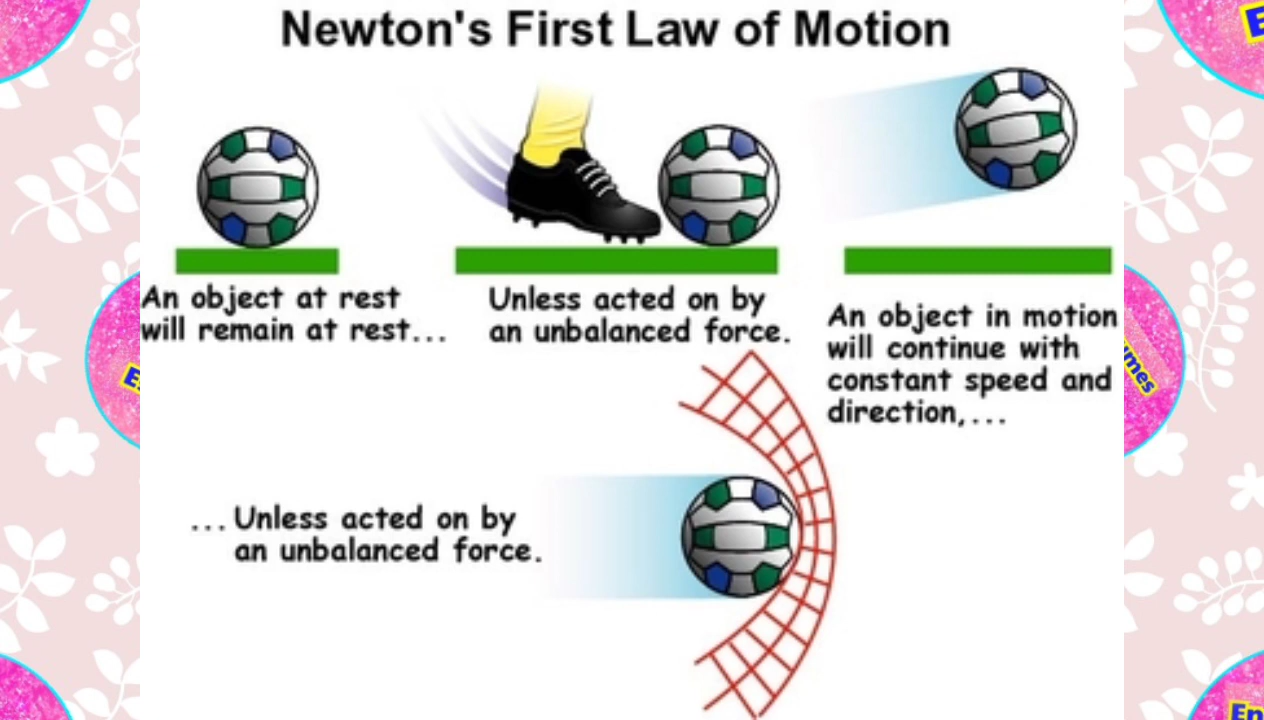 Newton's First Law of Motion
An object at rest
will remain at rest...
Unless acted on by
an unbalanced force.
An object in motion
will continue with
constant speed and
direction,...
...Unless acted on by
an unbalanced force.